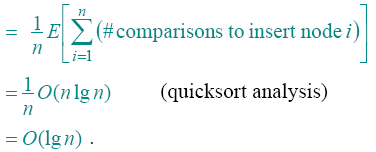 = 1/n E[ ∑_{i=1}^{n} (# comparisons to insert node i) ]
= 1/n O(n lg n) (quicksort analysis)
= O(lg n) .